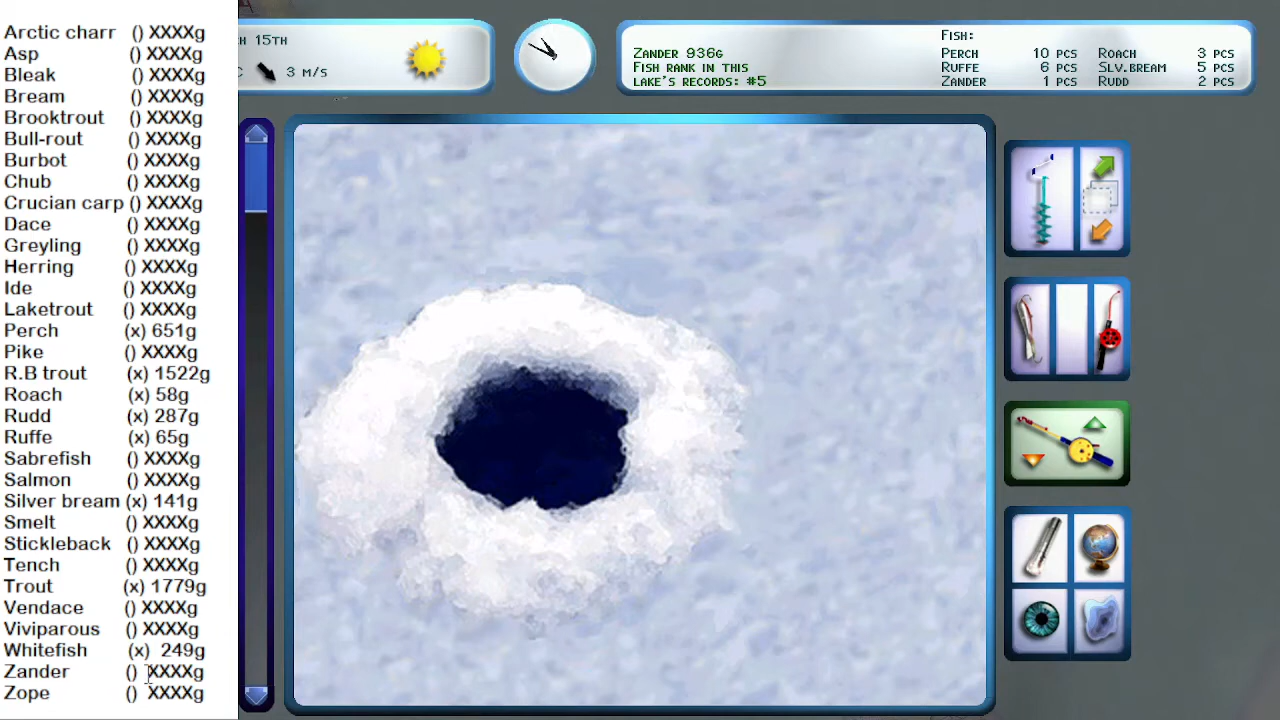 Arctic charr () XXXXg
Asp () XXXXg
Bleak () XXXXg
Bream () XXXXg
Brooktrout () XXXXg
Bull-rout () XXXXg
Burbot () XXXXg
Chub () XXXXg
Crucian carp () XXXXg
Dace () XXXXg
Greyling () XXXXg
Herring () XXXXg
Ide () XXXXg
Laketrout () XXXXg
Perch (x) 651g
Pike () XXXXg
R.B trout (x) 1522g
Roach (x) 58g
Rudd (x) 287g
Ruffe (x) 65g
Sabrefish () XXXXg
Salmon () XXXXg
Silver bream (x) 141g
Smelt () XXXXg
Stickleback () XXXXg
Tench () XXXXg
Trout (x) 1779g
Vendace () XXXXg
Viviparous () XXXXg
Whitefish (x) 249g
Zander () XXXXg
Zope () XXXXg
H 15TH
C 3 M/S
ZANDER 936G
FISH RANK IN THIS
LAKE'S RECORDS: #5
FISH:
PERCH 10 PCS ROACH 3 PCS
RUFFE 6 PCS SLV.BREAM 5 PCS
ZANDER 1 PCS RUDD 2 PCS